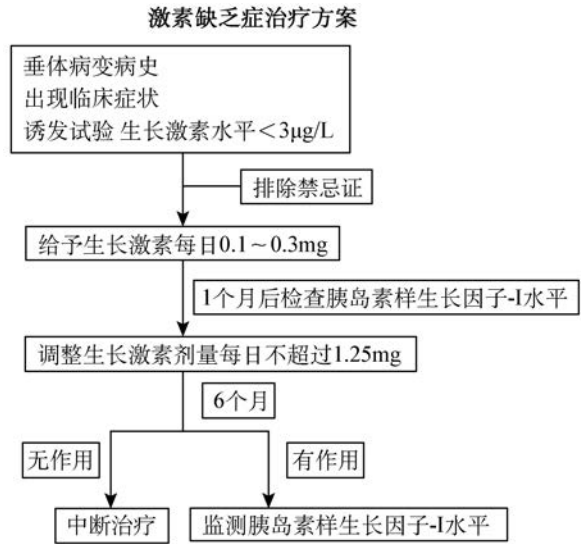 激素缺乏症治疗方案
垂体病变病史
出现临床症状
诱发试验 生长激素水平＜3μg/L
排除禁忌证
给予生长激素每日0.1～0.3mg
1个月后检查胰岛素样生长因子-I水平
调整生长激素剂量每日不超过1.25mg
6个月
无作用
有作用
中断治疗
监测胰岛素样生长因子-I水平